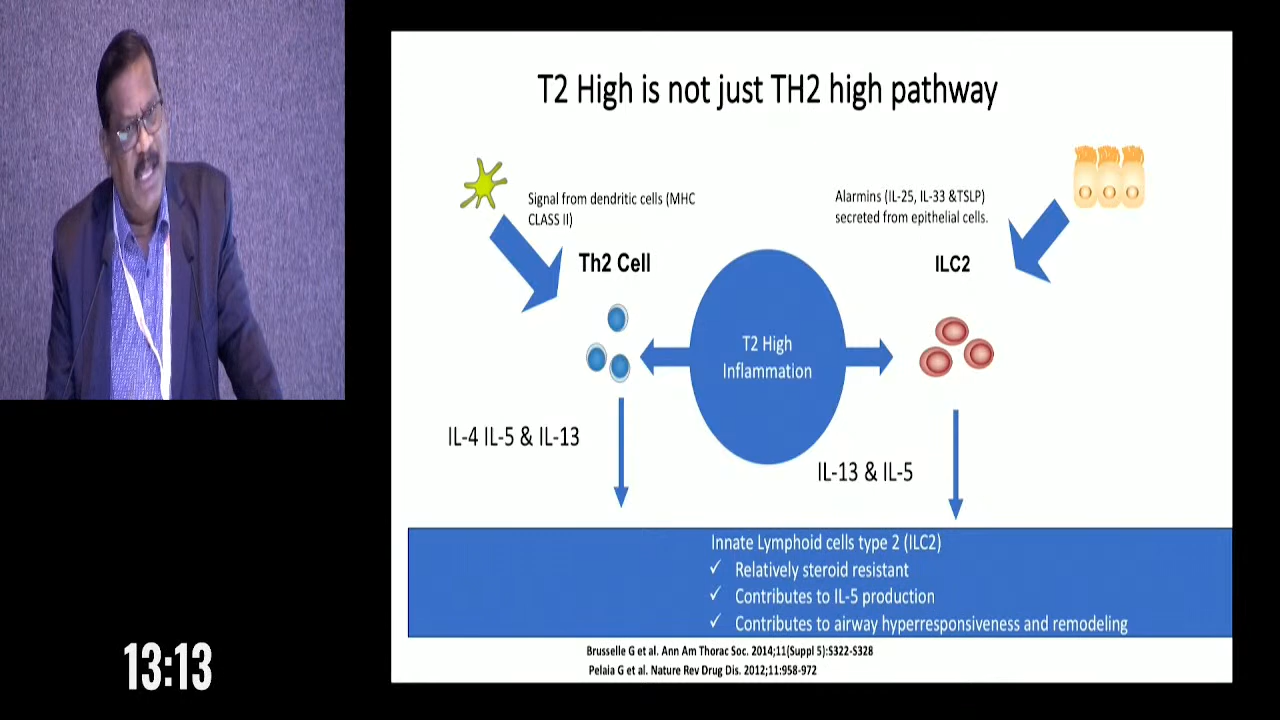 T2 High is not just TH2 high pathway
Signal from dendritic cells (MHC
CLASS II)
Alarmins (IL-25, IL-33 &TSLP)
secreted from epithelial cells.
Th2 Cell
ILC2
T2 High
Inflammation
IL-4 IL-5 & IL-13
IL-13 & IL-5
Innate Lymphoid cells type 2 (ILC2)
✓ Relatively steroid resistant
✓ Contributes to IL-5 production
✓ Contributes to airway hyperresponsiveness and remodeling
Brusselle G et al. Ann Am Thorac Soc. 2014;11(Suppl 5):S322-S328
Pelaia G et al. Nature Rev Drug Dis. 2012;11:958-972
13:13